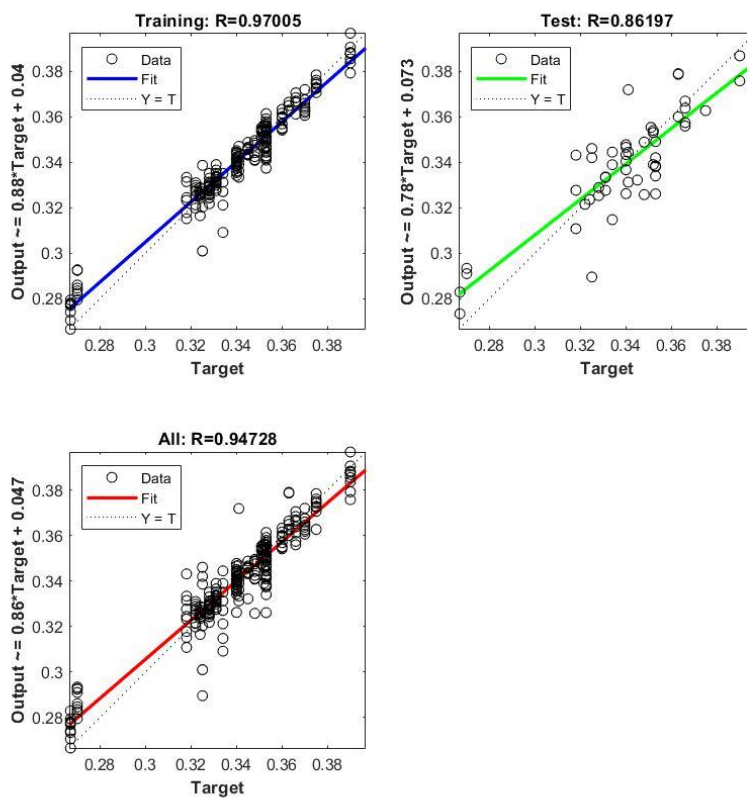 Training: R=0.97005
Output ~= 0.88*Target + 0.04
0.38
0.36
0.34
0.32
0.3
0.28
Data
Fit
Y = T
0.28 0.3 0.32 0.34 0.36 0.38
Target
Test: R=0.86197
Output ~= 0.78*Target + 0.073
0.38
0.36
0.34
0.32
0.3
0.28
Data
Fit
Y = T
0.28 0.3 0.32 0.34 0.36 0.38
Target
All: R=0.94728
Output ~= 0.86*Target + 0.047
0.38
0.36
0.34
0.32
0.3
0.28
Data
Fit
Y = T
0.28 0.3 0.32 0.34 0.36 0.38
Target